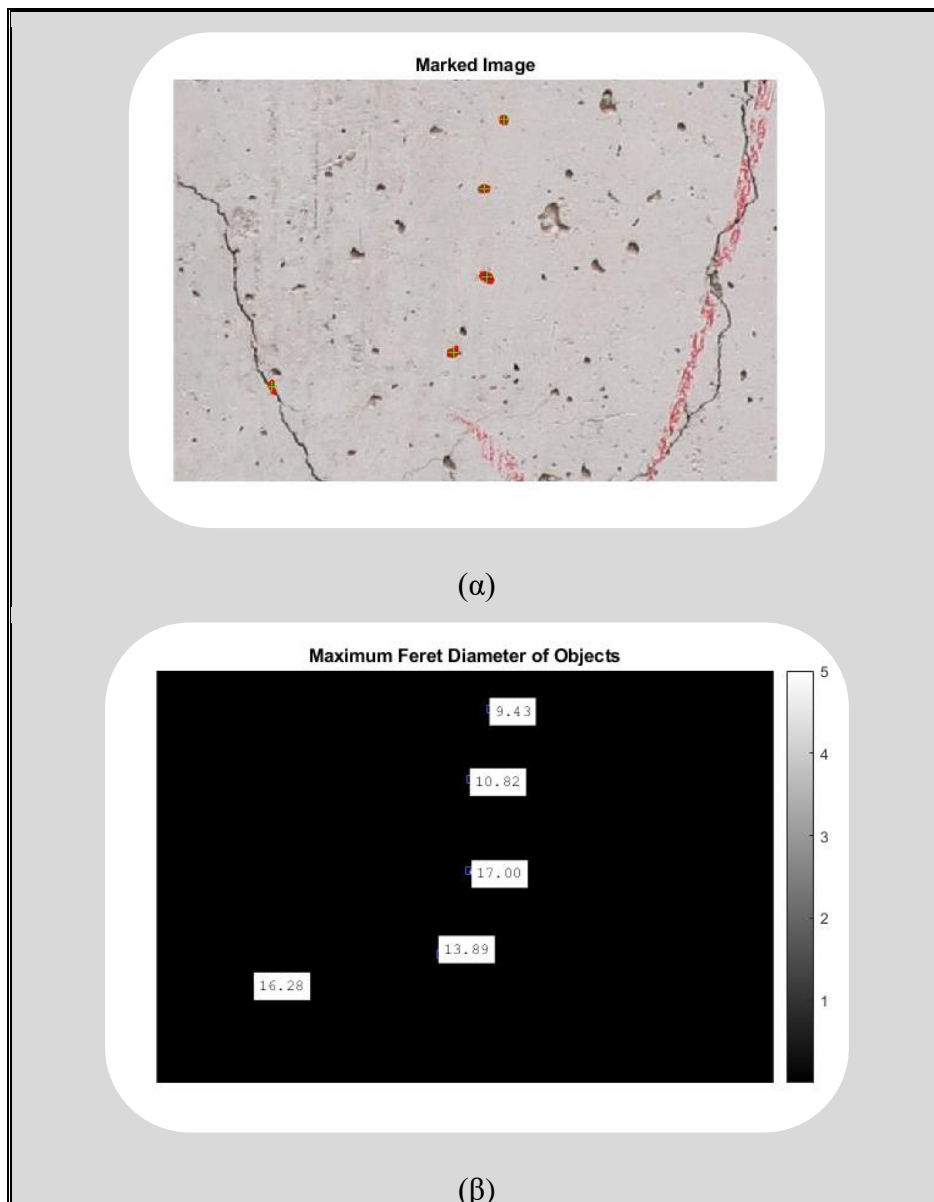 Marked Image
(α)
Maximum Feret Diameter of Objects
5
9.43
4
10.82
3
17.00
2
13.89
16.28
1
(β)